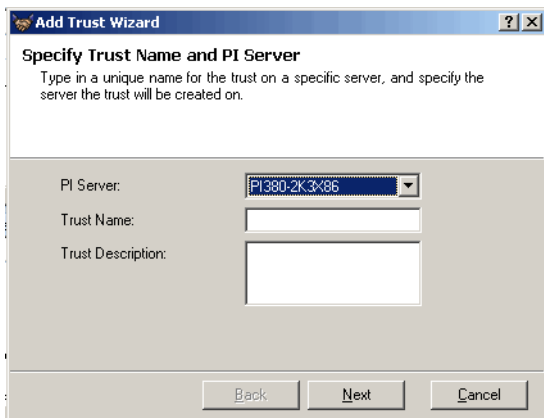 Add Trust Wizard
Specify Trust Name and PI Server
Type in a unique name for the trust on a specific server, and specify the
server the trust will be created on.
PI Server: PI380-2K3X86
Trust Name:
Trust Description:
Back Next Cancel